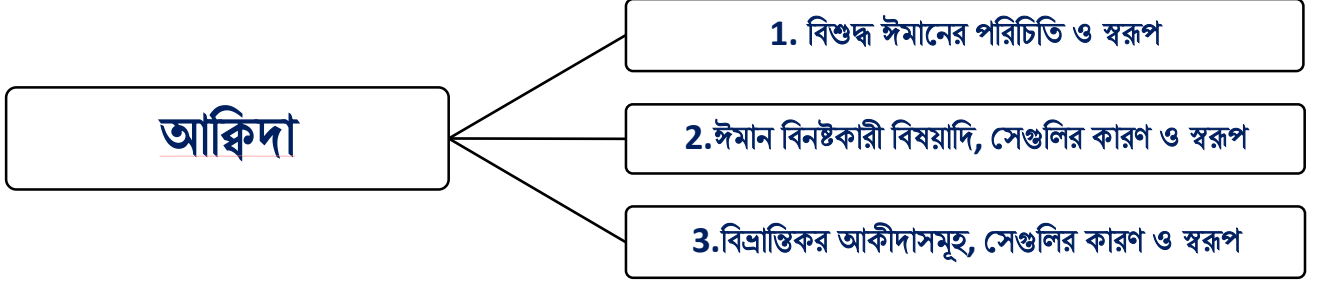 আক্বিদা
1. বিশুদ্ধ ঈমানের পরিচিতি ও স্বরূপ
2.ঈমান বিনষ্টকারী বিষয়াদি, সেগুলির কারণ ও স্বরূপ
3.বিভ্রান্তিকর আকীদাসমূহ, সেগুলির কারণ ও স্বরূপ